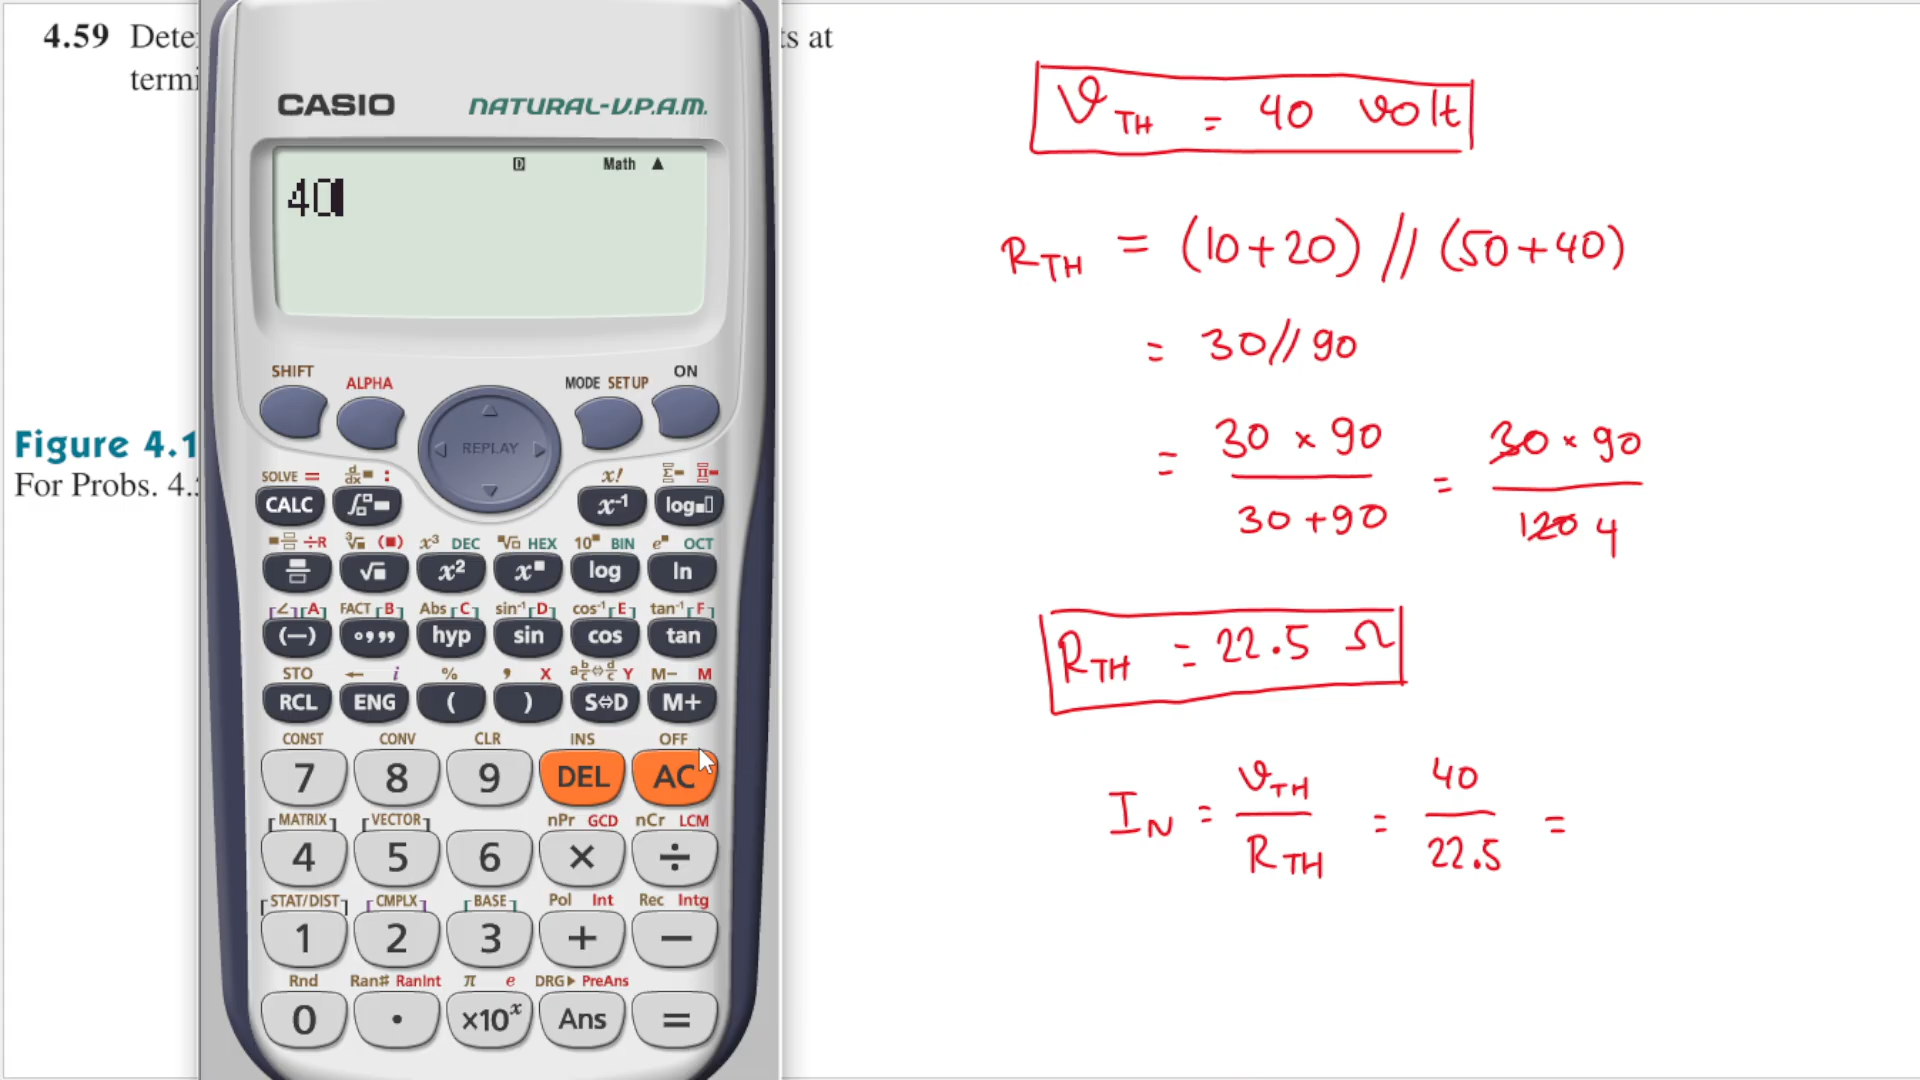 4.59 Dete ts at
termi
Figure 4.1
For Probs. 4.
CASIO NATURAL-V.P.A.M.
D Math ▲
40
SHIFT ALPHA MODE SETUP ON
REPLAY
SOLVE = d/dx : x! Σ Π
CALC ∫ x⁻¹ log
÷R ³√ x³ DEC √ HEX 10 BIN e OCT
√ x² x log ln
∠ A FACT B Abs C sin⁻¹ D cos⁻¹ E tan⁻¹ F
(−) °,,, hyp sin cos tan
STO ← i % , X a b/c⇔d/c Y M− M
RCL ENG ( ) S⇔D M+
CONST CONV CLR INS OFF
7 8 9 DEL AC
MATRIX VECTOR nPr GCD nCr LCM
4 5 6 × ÷
STAT/DIST CMPLX BASE Pol Int Rec Intg
1 2 3 + −
Rnd Ran# RanInt π e DRG▶ PreAns
0 . ×10ˣ Ans =
V_TH = 40 volt
R_TH = (10+20) // (50+40)
= 30//90
= 30 × 90 / 30+90 = 30 × 90 / 120 4
R_TH = 22.5 Ω
I_N = V_TH / R_TH = 40 / 22.5 =